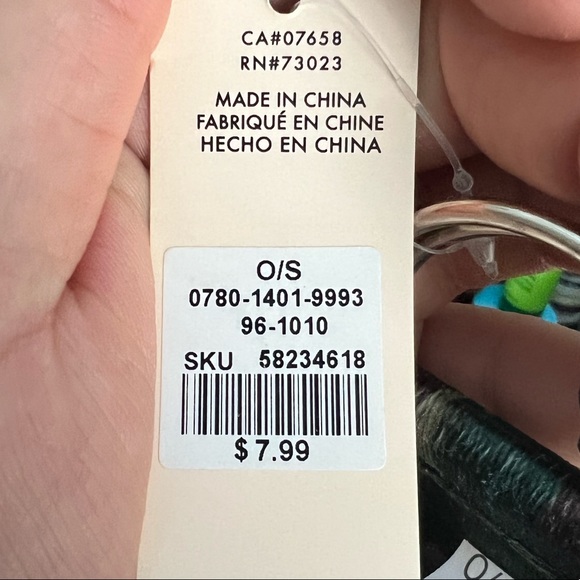 CA#07658
RN#73023
MADE IN CHINA
FABRIQUÉ EN CHINE
HECHO EN CHINA
O/S
0780-1401-9993
96-1010
SKU 58234618
$7.99